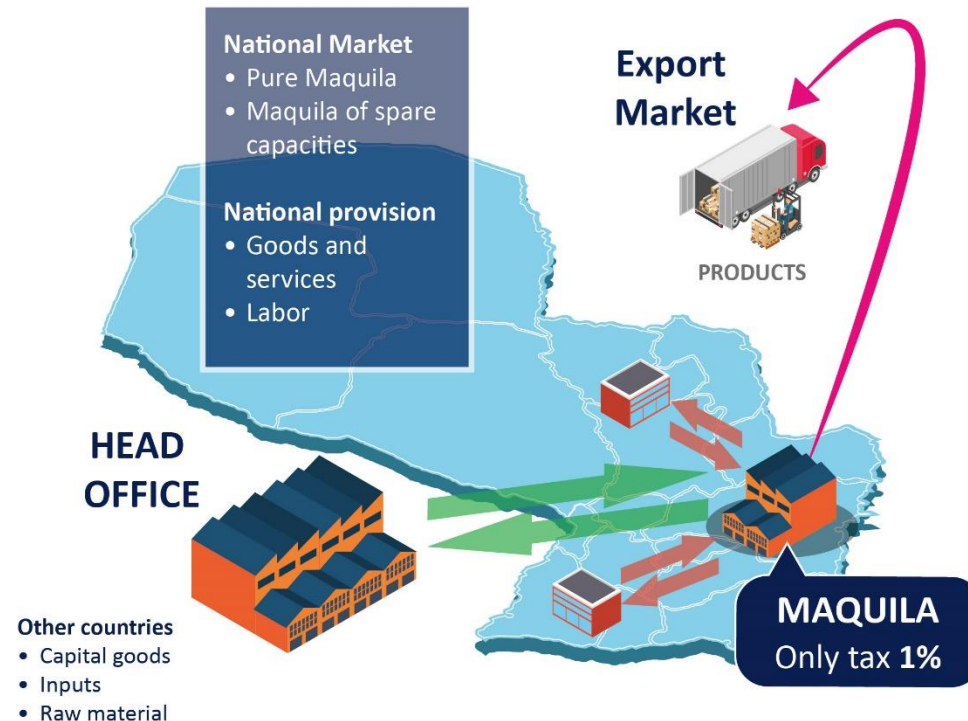 National Market
• Pure Maquila
• Maquila of spare
capacities
National provision
• Goods and
services
• Labor
Export
Market
PRODUCTS
HEAD
OFFICE
Other countries
• Capital goods
• Inputs
• Raw material
MAQUILA
Only tax 1%